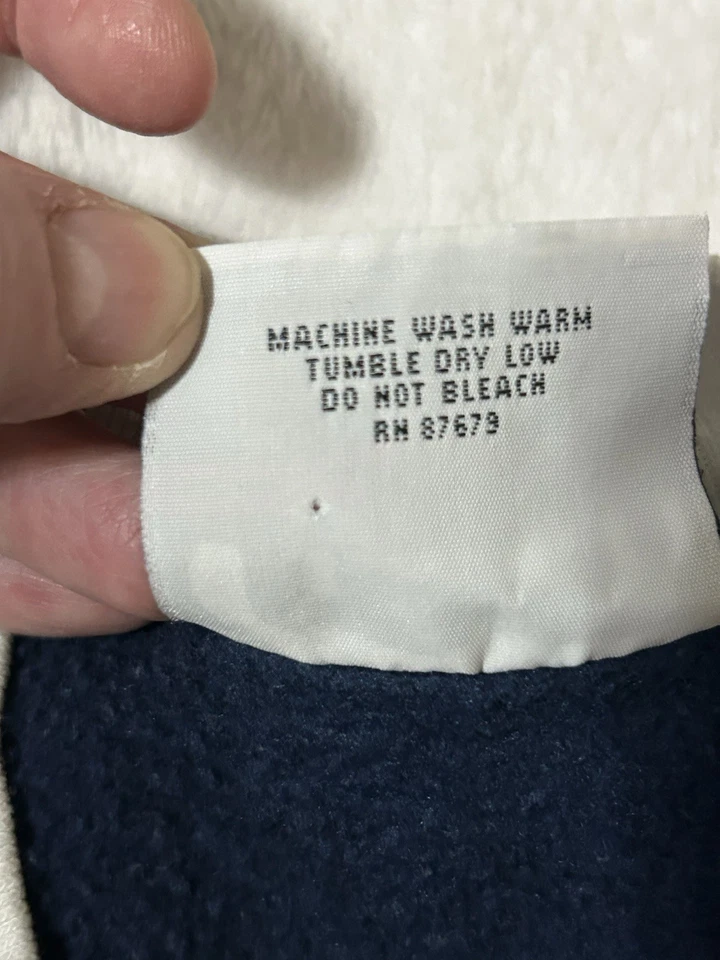 MACHINE WASH WARM
TUMBLE DRY LOW
DO NOT BLEACH
RN 87679